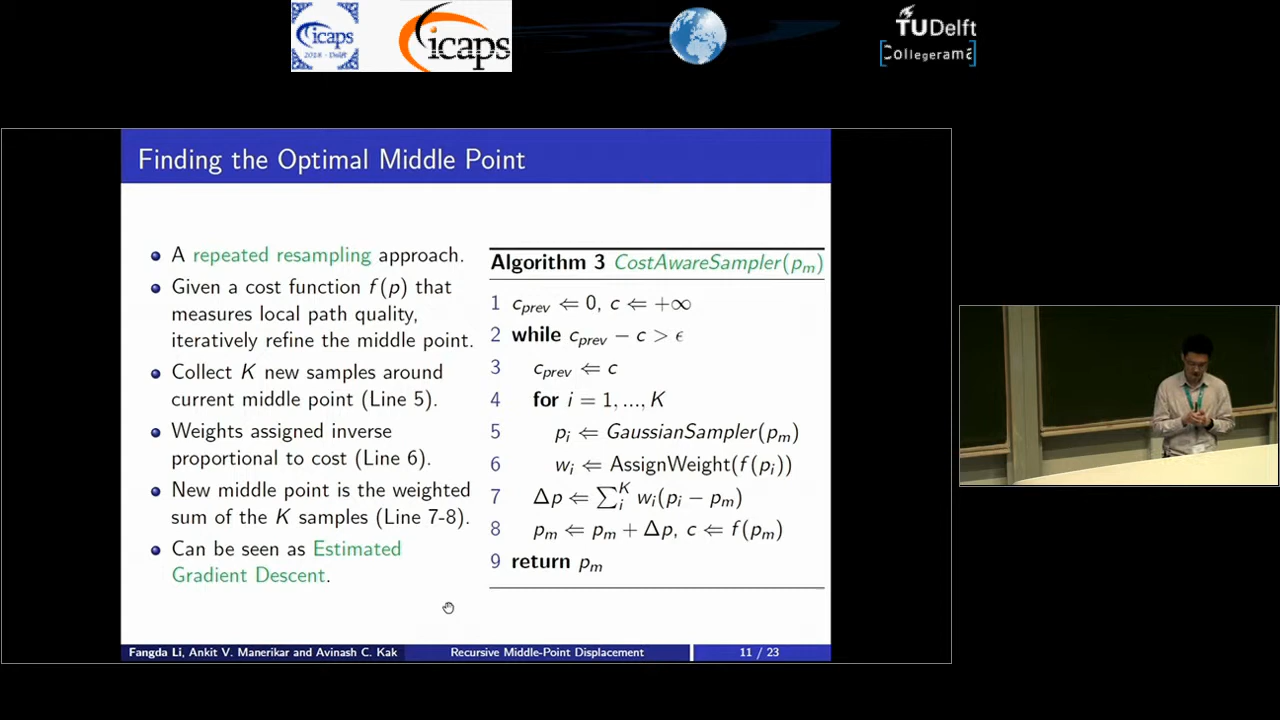 icaps
2018 - Delft
icaps
TUDelft
Collegerama
Finding the Optimal Middle Point
A repeated resampling approach.
Given a cost function f(p) that
measures local path quality,
iteratively refine the middle point.
Collect K new samples around
current middle point (Line 5).
Weights assigned inverse
proportional to cost (Line 6).
New middle point is the weighted
sum of the K samples (Line 7-8).
Can be seen as Estimated
Gradient Descent.
Algorithm 3 CostAwareSampler(pₘ)
1 c_prev ⇐ 0, c ⇐ +∞
2 while c_prev − c > ϵ
3 c_prev ⇐ c
4 for i = 1, ..., K
5 pᵢ ⇐ GaussianSampler(pₘ)
6 wᵢ ⇐ AssignWeight(f(pᵢ))
7 Δp ⇐ ∑ᵢᴷ wᵢ(pᵢ − pₘ)
8 pₘ ⇐ pₘ + Δp, c ⇐ f(pₘ)
9 return pₘ
Fangda Li, Ankit V. Manerikar and Avinash C. Kak
Recursive Middle-Point Displacement
11 / 23